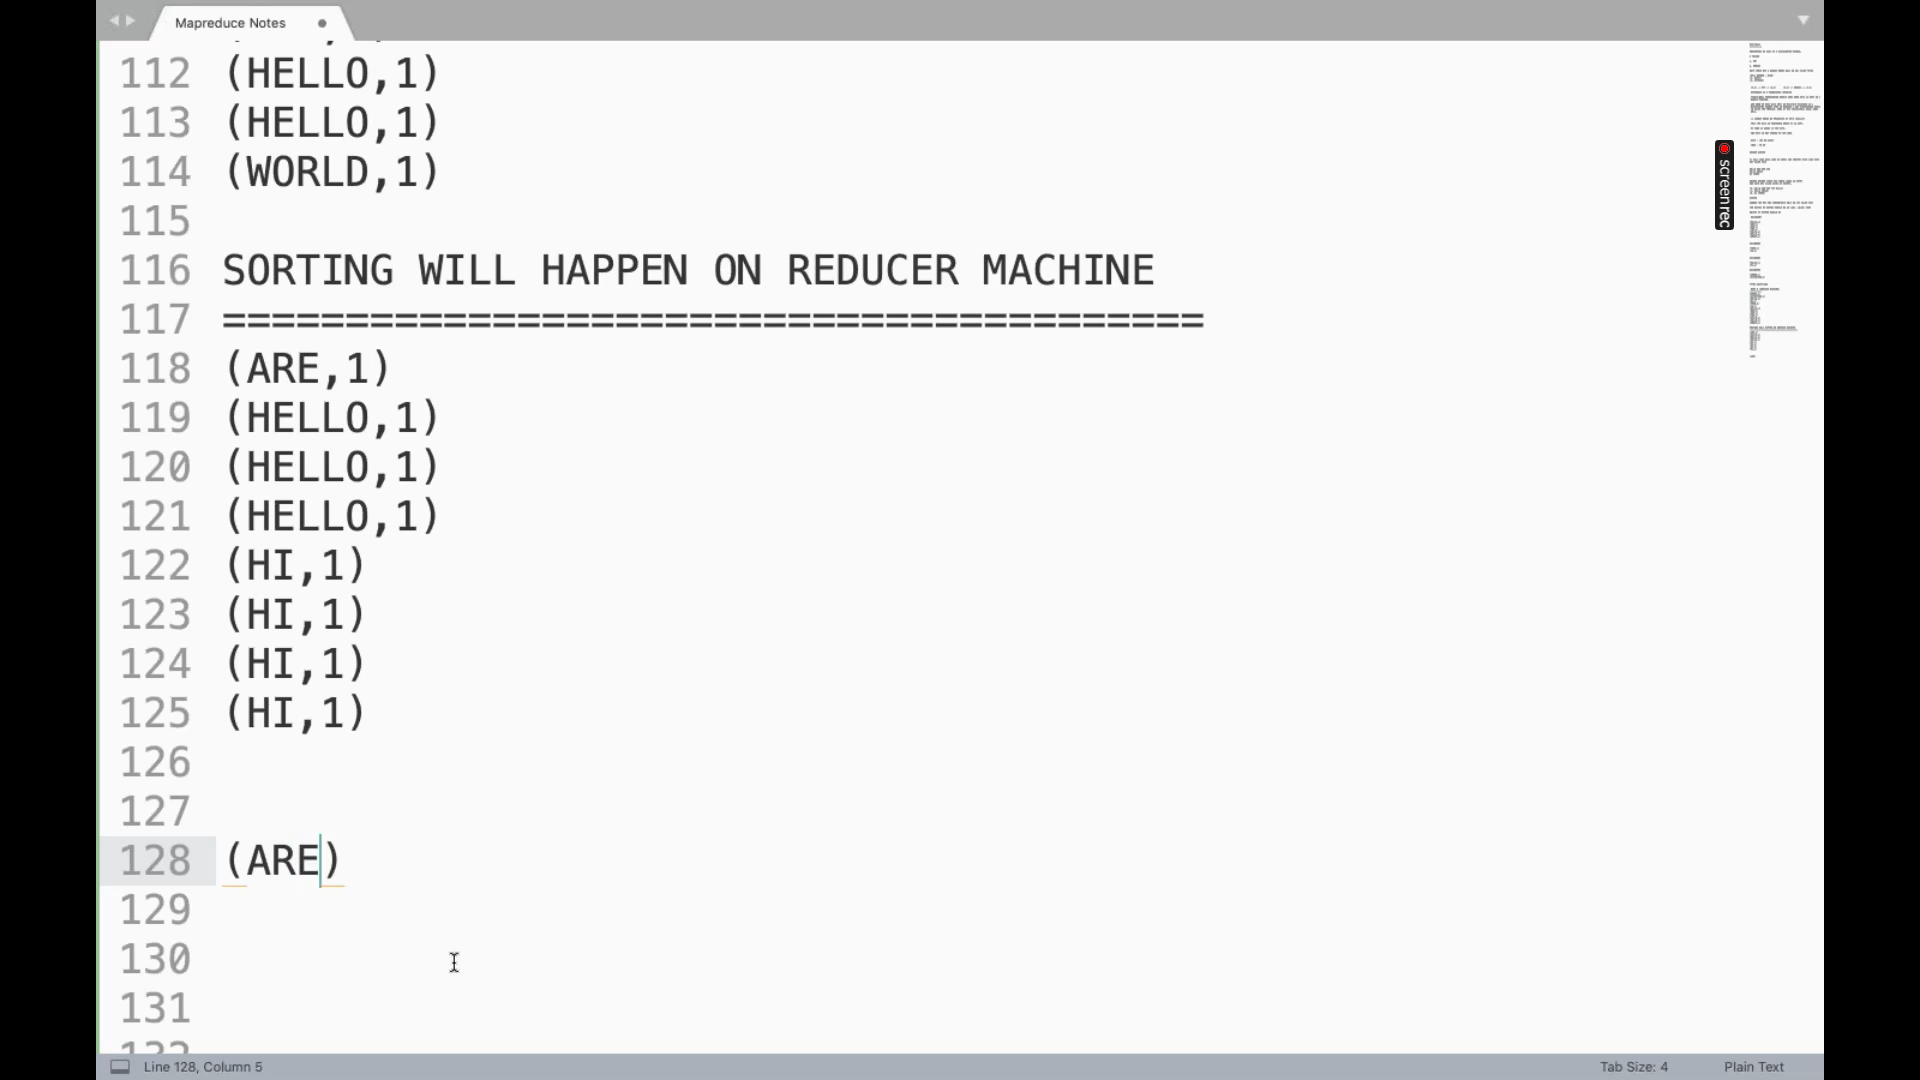 Mapreduce Notes
112 (HELLO,1)
113 (HELLO,1)
114 (WORLD,1)
115
116 SORTING WILL HAPPEN ON REDUCER MACHINE
117 ========================================
118 (ARE,1)
119 (HELLO,1)
120 (HELLO,1)
121 (HELLO,1)
122 (HI,1)
123 (HI,1)
124 (HI,1)
125 (HI,1)
126
127
128 (ARE)
129
130
131
screenrec
Line 128, Column 5
Tab Size: 4
Plain Text